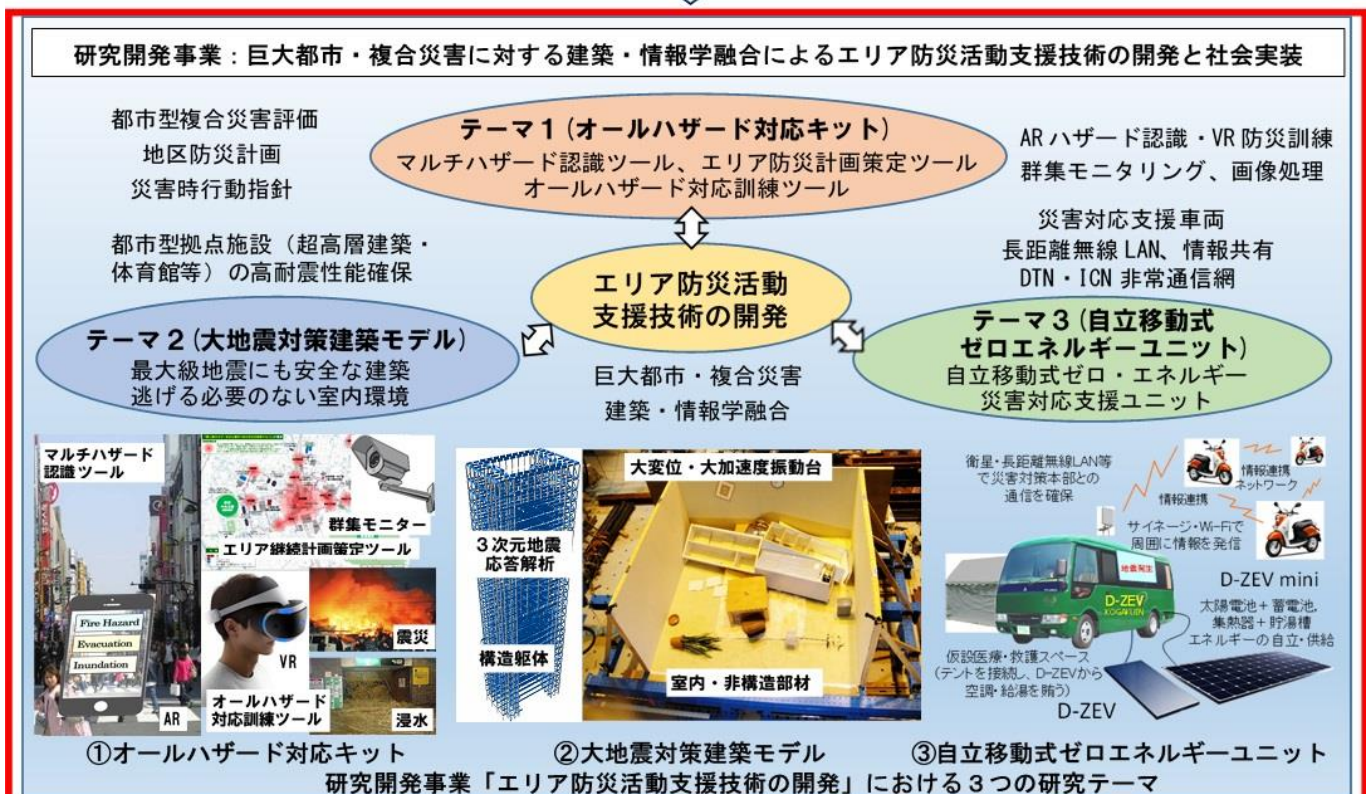 研究開発事業：巨大都市・複合災害に対する建築・情報学融合によるエリア防災活動支援技術の開発と社会実装
都市型複合災害評価
地区防災計画
災害時行動指針
テーマ１(オールハザード対応キット)
マルチハザード認識ツール、エリア防災計画策定ツール
オールハザード対応訓練ツール
AR ハザード認識・VR 防災訓練
群集モニタリング、画像処理
災害対応支援車両
長距離無線 LAN、情報共有
DTN・ICN 非常通信網
都市型拠点施設（超高層建築・
体育館等）の高耐震性能確保
エリア防災活動
支援技術の開発
テーマ２(大地震対策建築モデル)
最大級地震にも安全な建築
逃げる必要のない室内環境
巨大都市・複合災害
建築・情報学融合
テーマ３(自立移動式
ゼロエネルギーユニット)
自立移動式ゼロ・エネルギー
災害対応支援ユニット
マルチハザード
認識ツール
群集モニター
エリア継続計画策定ツール
Fire Hazard
Evacuation
Inundation
AR
VR
オールハザード
対応訓練ツール
震災
浸水
３次元地震
応答解析
構造躯体
大変位・大加速度振動台
室内・非構造部材
衛星・長距離無線LAN等
で災害対策本部との
通信を確保
情報連携
ネットワーク
情報連携
サイネージ・Wi-Fiで
周囲に情報を発信
地震発生
D-ZEV
KOGAKUIN
D-ZEV mini
太陽電池＋蓄電池,
集熱器＋貯湯槽
エネルギーの自立・供給
仮設医療・救護スペース
(テントを接続し、D-ZEVから
空調・給湯を賄う)
D-ZEV
①オールハザード対応キット
②大地震対策建築モデル
③自立移動式ゼロエネルギーユニット
研究開発事業「エリア防災活動支援技術の開発」における３つの研究テーマ